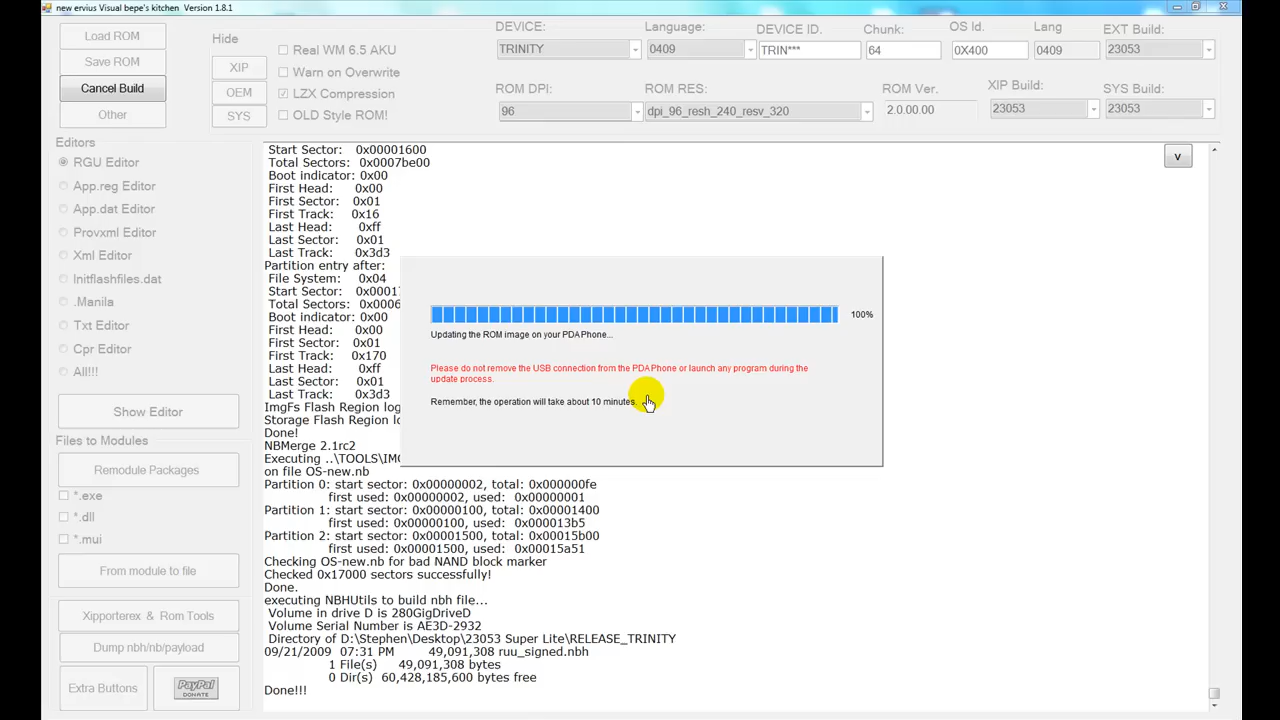 new ervius Visual bepe's kitchen Version 1.8.1
Load ROM
Save ROM
Cancel Build
Other
Hide
XIP
OEM
SYS
Real WM 6.5 AKU
Warn on Overwrite
LZX Compression
OLD Style ROM!
DEVICE:
TRINITY
Language:
0409
DEVICE ID.
TRIN***
Chunk:
64
OS Id.
0X400
Lang
0409
EXT Build:
23053
ROM DPI:
96
ROM RES:
dpi_96_resh_240_resv_320
ROM Ver.
2.0.00.00
XIP Build:
23053
SYS Build:
23053
Editors
RGU Editor
App.reg Editor
App.dat Editor
Provxml Editor
Xml Editor
Initflashfiles.dat
.Manila
Txt Editor
Cpr Editor
All!!!
Show Editor
Files to Modules
Remodule Packages
*.exe
*.dll
*.mui
From module to file
Xipporterex & Rom Tools
Dump nbh/nb/payload
Extra Buttons
PayPal
DONATE
v
Start Sector: 0x00001600
Total Sectors: 0x0007be00
Boot indicator: 0x00
First Head: 0x00
First Sector: 0x01
First Track: 0x16
Last Head: 0xff
Last Sector: 0x01
Last Track: 0x3d3
Partition entry after:
File System: 0x04
Start Sector: 0x0001
Total Sectors: 0x0006
Boot indicator: 0x00
First Head: 0x00
First Sector: 0x01
First Track: 0x170
Last Head: 0xff
Last Sector: 0x01
Last Track: 0x3d3
ImgFs Flash Region log
Storage Flash Region lo
Done!
NBMerge 2.1rc2
Executing ..\TOOLS\IMG
on file OS-new.nb
Partition 0: start sector: 0x00000002, total: 0x000000fe
first used: 0x00000002, used: 0x00000001
Partition 1: start sector: 0x00000100, total: 0x00001400
first used: 0x00000100, used: 0x000013b5
Partition 2: start sector: 0x00001500, total: 0x00015b00
first used: 0x00001500, used: 0x00015a51
Checking OS-new.nb for bad NAND block marker
Checked 0x17000 sectors successfully!
Done.
executing NBHUtils to build nbh file...
Volume in drive D is 280GigDriveD
Volume Serial Number is AE3D-2932
Directory of D:\Stephen\Desktop\23053 Super Lite\RELEASE_TRINITY
09/21/2009 07:31 PM 49,091,308 ruu_signed.nbh
1 File(s) 49,091,308 bytes
0 Dir(s) 60,428,185,600 bytes free
Done!!!
100%
Updating the ROM image on your PDA Phone...
Please do not remove the USB connection from the PDA Phone or launch any program during the
update process.
Remember, the operation will take about 10 minutes.